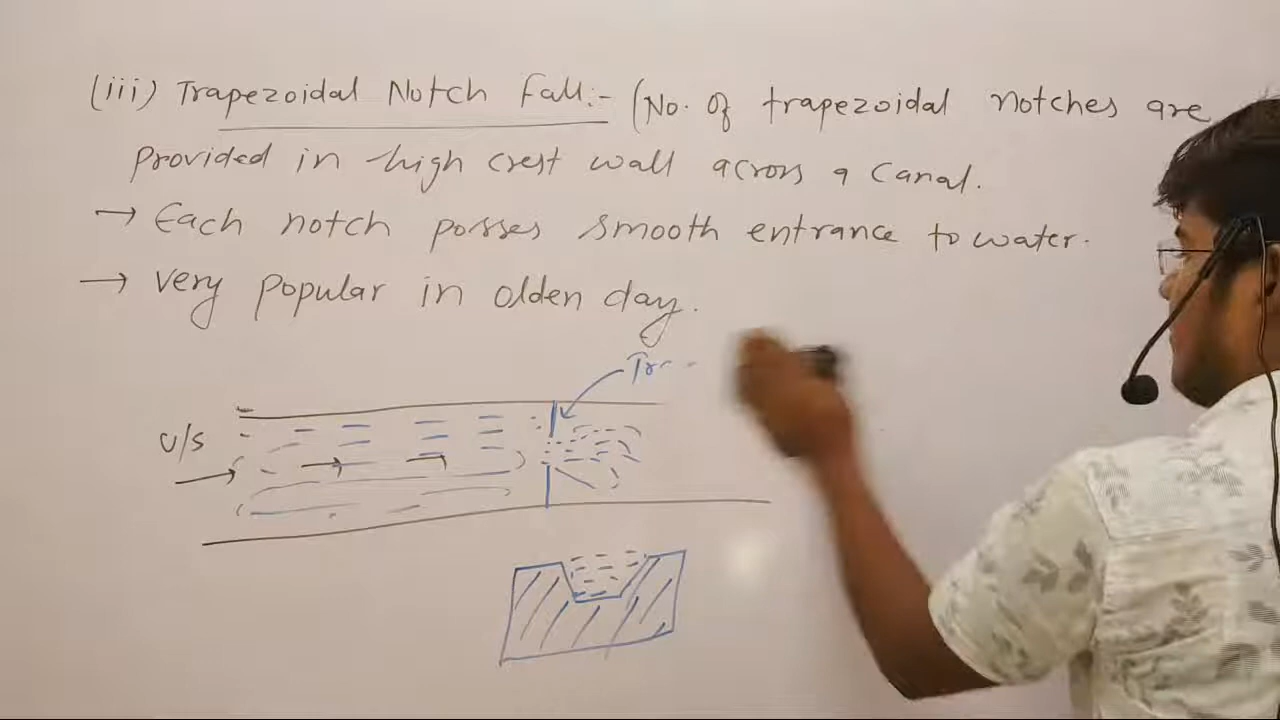 (iii) Trapezoidal Notch Fall:- (No. of trapezoidal notches are
provided in high crest wall across a canal.
→ Each notch posses smooth entrance to water.
→ very popular in olden day.
Tr
U/S